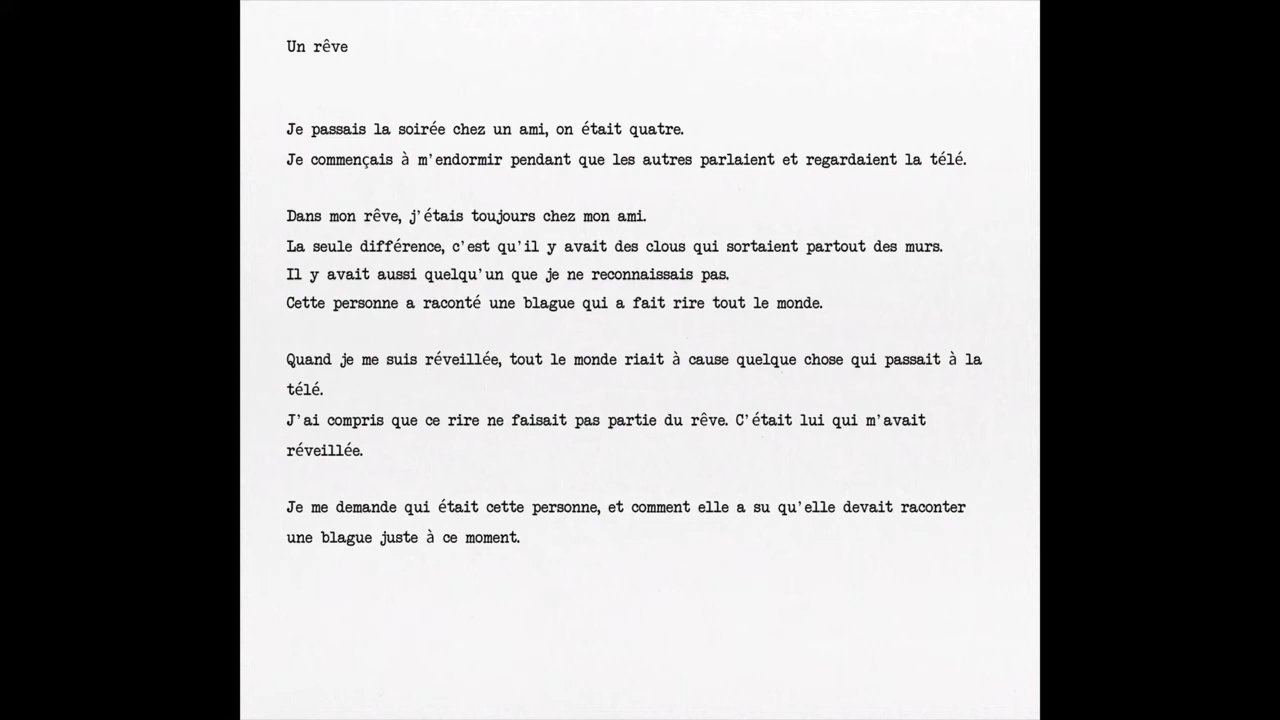 Un rêve
Je passais la soirée chez un ami, on était quatre.
Je commençais à m'endormir pendant que les autres parlaient et regardaient la télé.
Dans mon rêve, j'étais toujours chez mon ami.
La seule différence, c'est qu'il y avait des clous qui sortaient partout des murs.
Il y avait aussi quelqu'un que je ne reconnaissais pas.
Cette personne a raconté une blague qui a fait rire tout le monde.
Quand je me suis réveillée, tout le monde riait à cause quelque chose qui passait à la
télé.
J'ai compris que ce rire ne faisait pas partie du rêve. C'était lui qui m'avait
réveillée.
Je me demande qui était cette personne, et comment elle a su qu'elle devait raconter
une blague juste à ce moment.